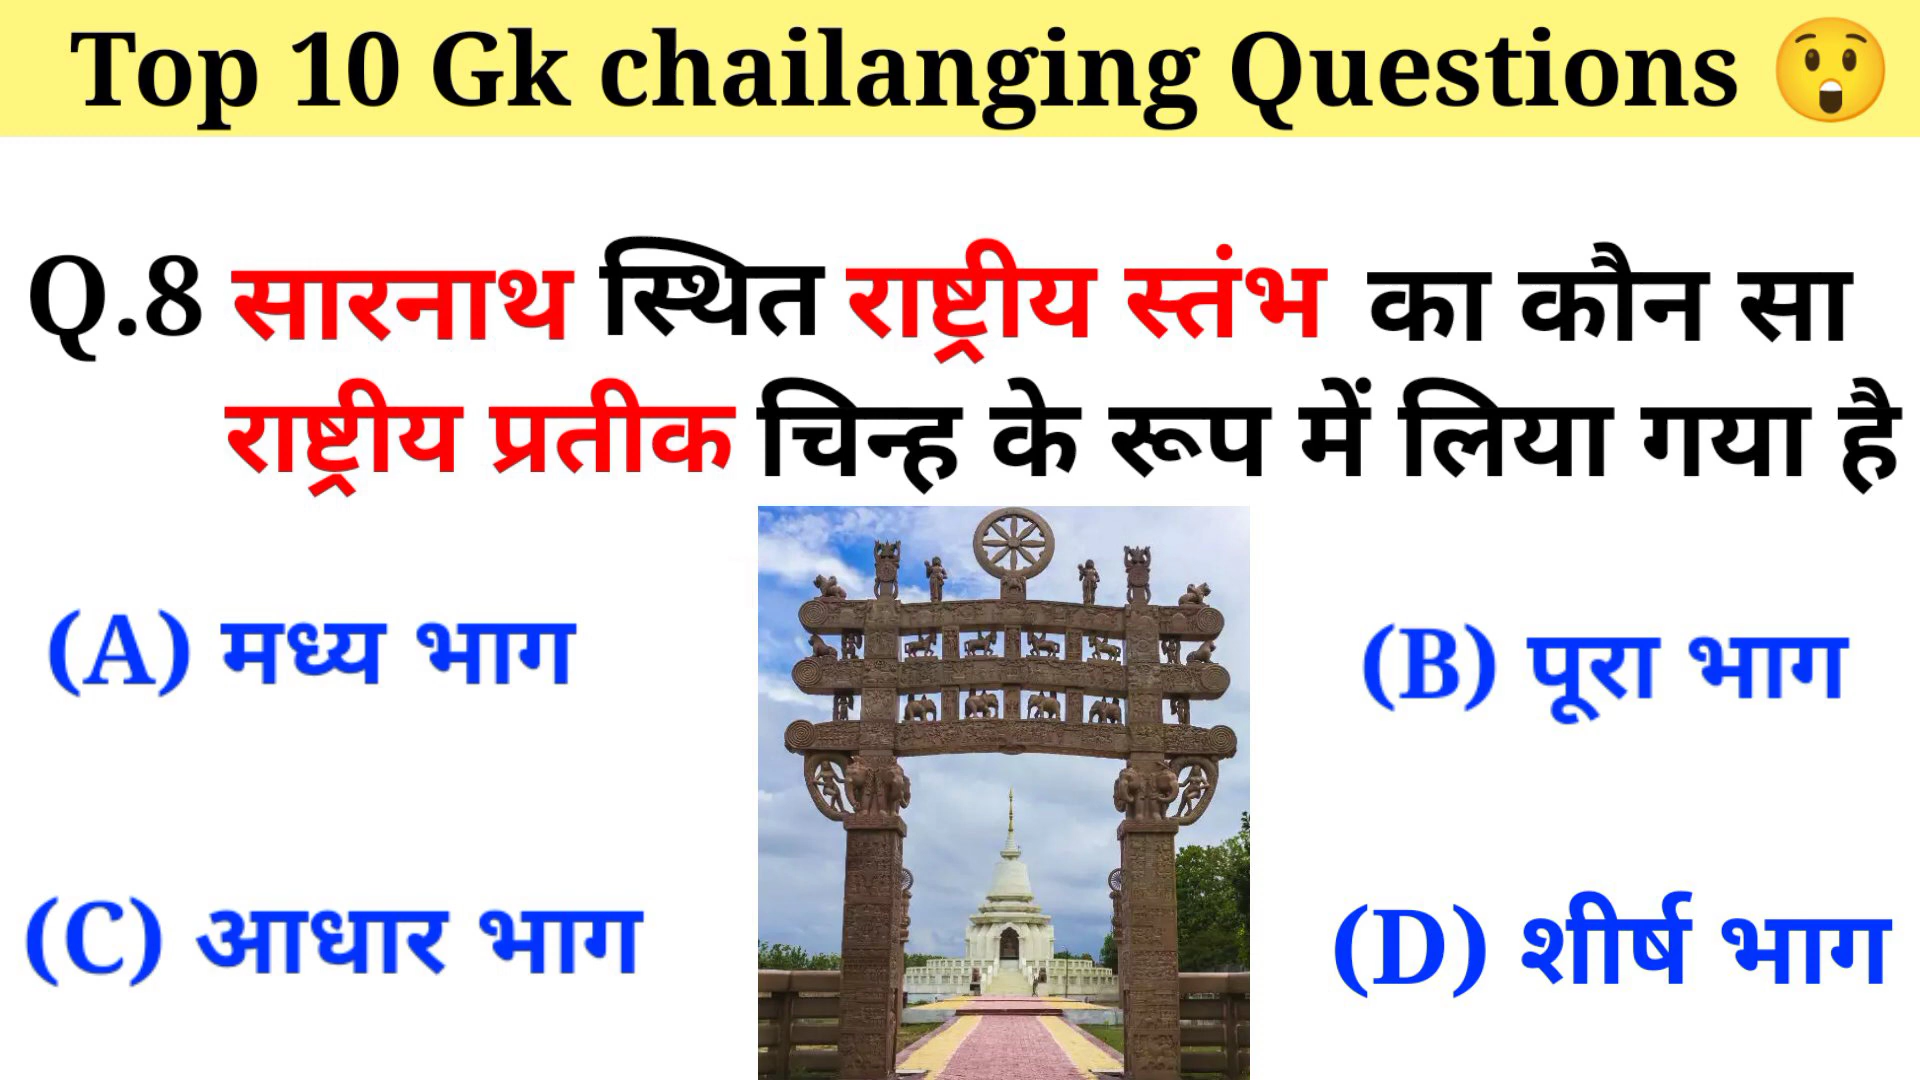 Top 10 Gk chailanging Questions 😲
Q.8 सारनाथ स्थित राष्ट्रीय स्तंभ का कौन सा
राष्ट्रीय प्रतीक चिन्ह के रूप में लिया गया है
(A) मध्य भाग
(B) पूरा भाग
(C) आधार भाग
(D) शीर्ष भाग